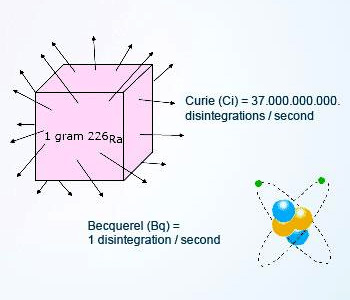 Curie (Ci) = 37.000.000.000.
disintegrations / second
1 gram 226Ra
Becquerel (Bq) =
1 disintegration / second